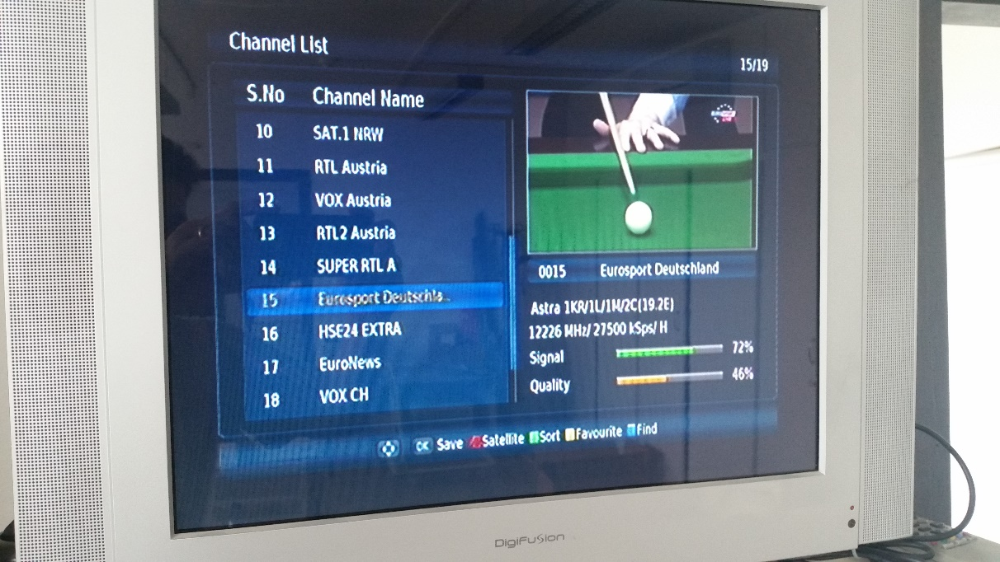 Channel List
15/19
S.No Channel Name
10 SAT.1 NRW
11 RTL Austria
12 VOX Austria
13 RTL2 Austria
14 SUPER RTL A
15 Eurosport Deutschla...
16 HSE24 EXTRA
17 EuroNews
18 VOX CH
EUROSPORT
0015 Eurosport Deutschland
Astra 1KR/1L/1M/2C(19.2E)
12226 MHz/ 27500 kSps/ H
Signal 72%
Quality 46%
OK Save Satellite Sort Favourite Find
DIGIFUSION